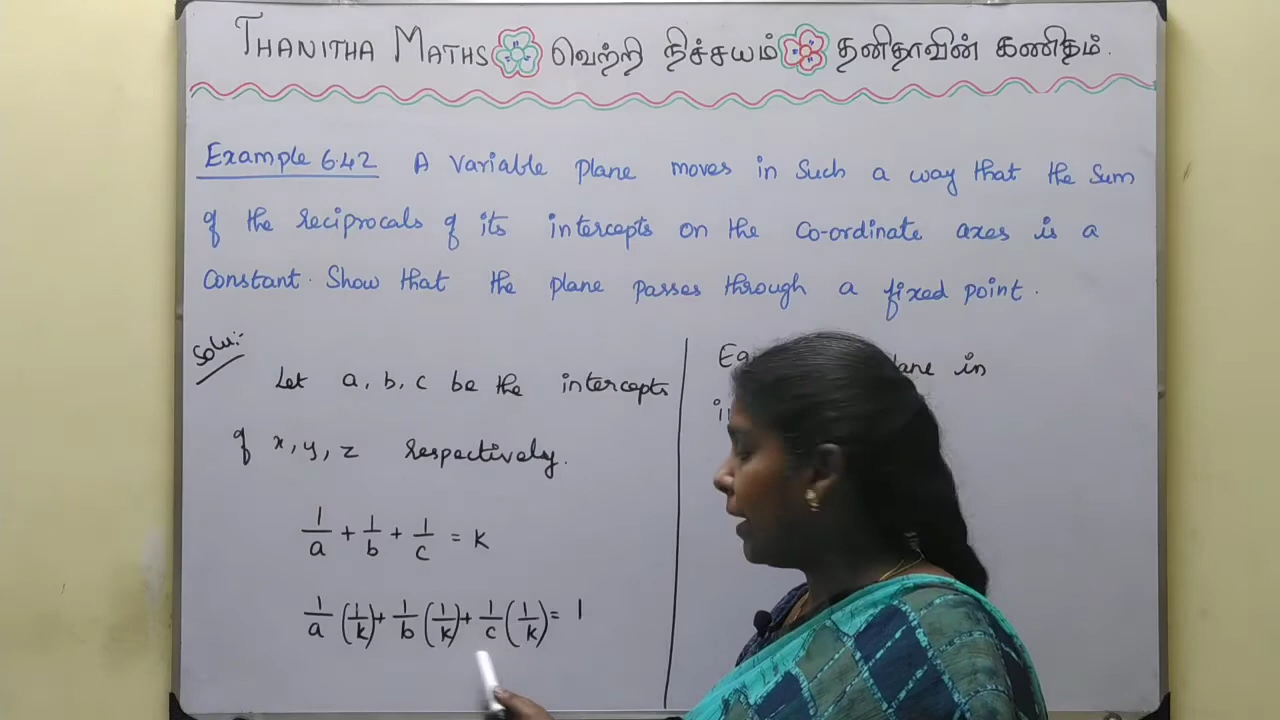 THANITHA MATHS வெற்றி நிச்சயம் தனிதாவின் கணிதம்.
Example 6.42 A variable plane moves in such a way that the sum
of the reciprocals of its intercepts on the co-ordinate axes is a
constant. Show that the plane passes through a fixed point.
Solu:-
Let a, b, c be the intercepts
of x, y, z respectively.
1/a + 1/b + 1/c = k
1/a (1/k) + 1/b (1/k) + 1/c (1/k) = 1
in